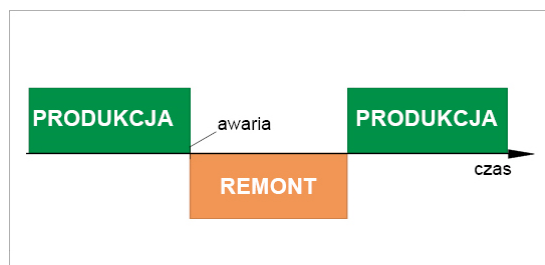 PRODUKCJA
PRODUKCJA
awaria
czas
REMONT